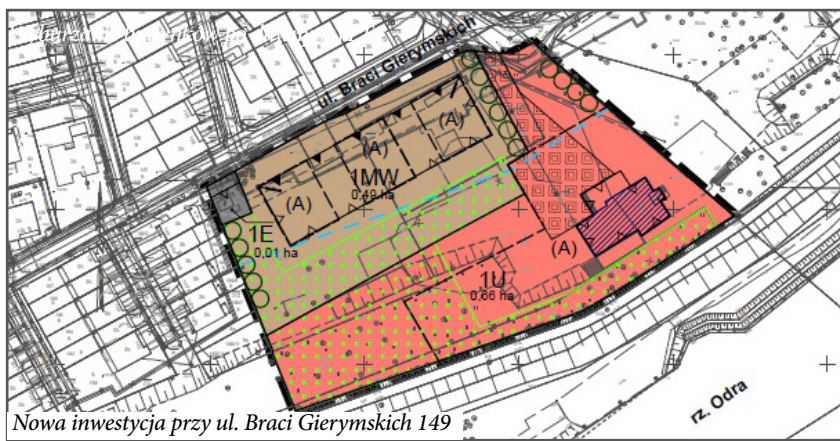 ul. Braci Gierymskich
(A)
(A)
1MW
0,49 ha
(A)
1E
0,01 ha
(A)
1U
0,66 ha
rz. Odra
Nowa inwestycja przy ul. Braci Gierymskich 149